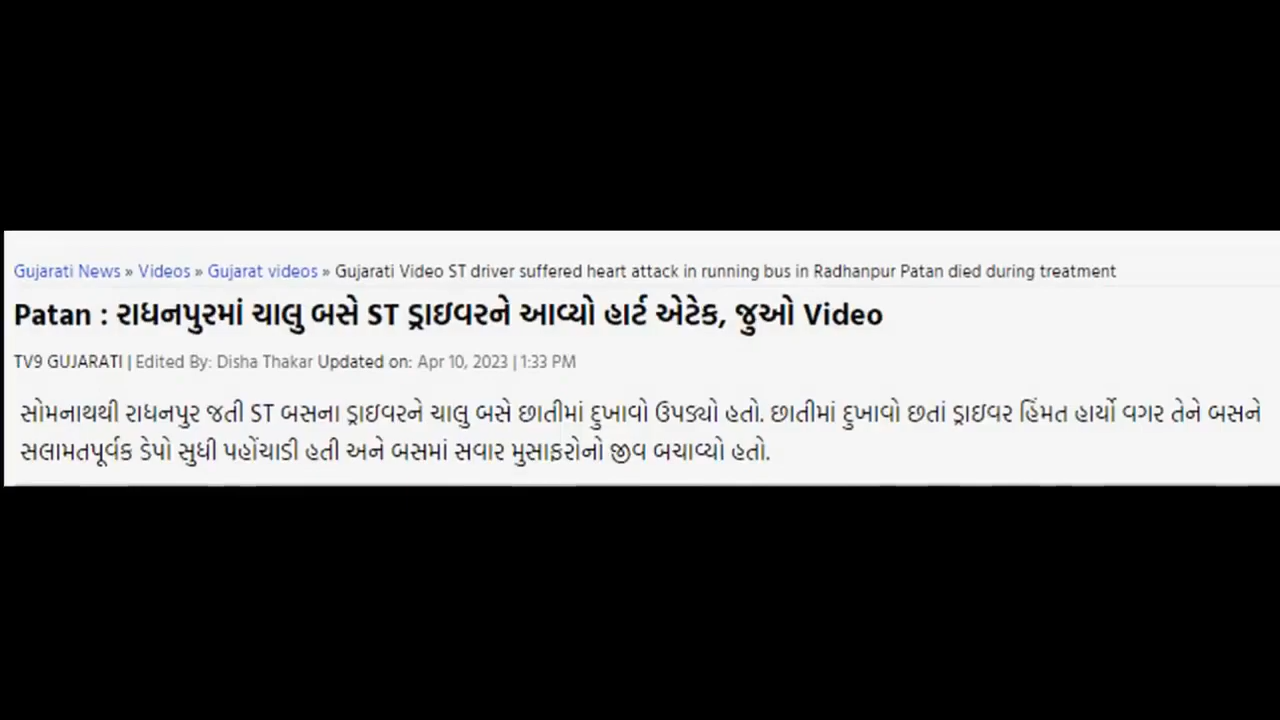 Gujarati News » Videos » Gujarat videos » Gujarati Video ST driver suffered heart attack in running bus in Radhanpur Patan died during treatment
Patan : રાધનપુરમાં ચાલુ બસે ST ડ્રાઇવરને આવ્યો હાર્ટ એટેક, જુઓ Video
TV9 GUJARATI | Edited By: Disha Thakar Updated on: Apr 10, 2023 | 1:33 PM
સોમનાથથી રાધનપુર જતી ST બસના ડ્રાઇવરને ચાલુ બસે છાતીમાં દુખાવો ઉપડ્યો હતો. છાતીમાં દુખાવો છતાં ડ્રાઇવર હિંમત હાર્યો વગર તેને બસને
સલામતપૂર્વક ડેપો સુધી પહોંચાડી હતી અને બસમાં સવાર મુસાફરોનો જીવ બચાવ્યો હતો.